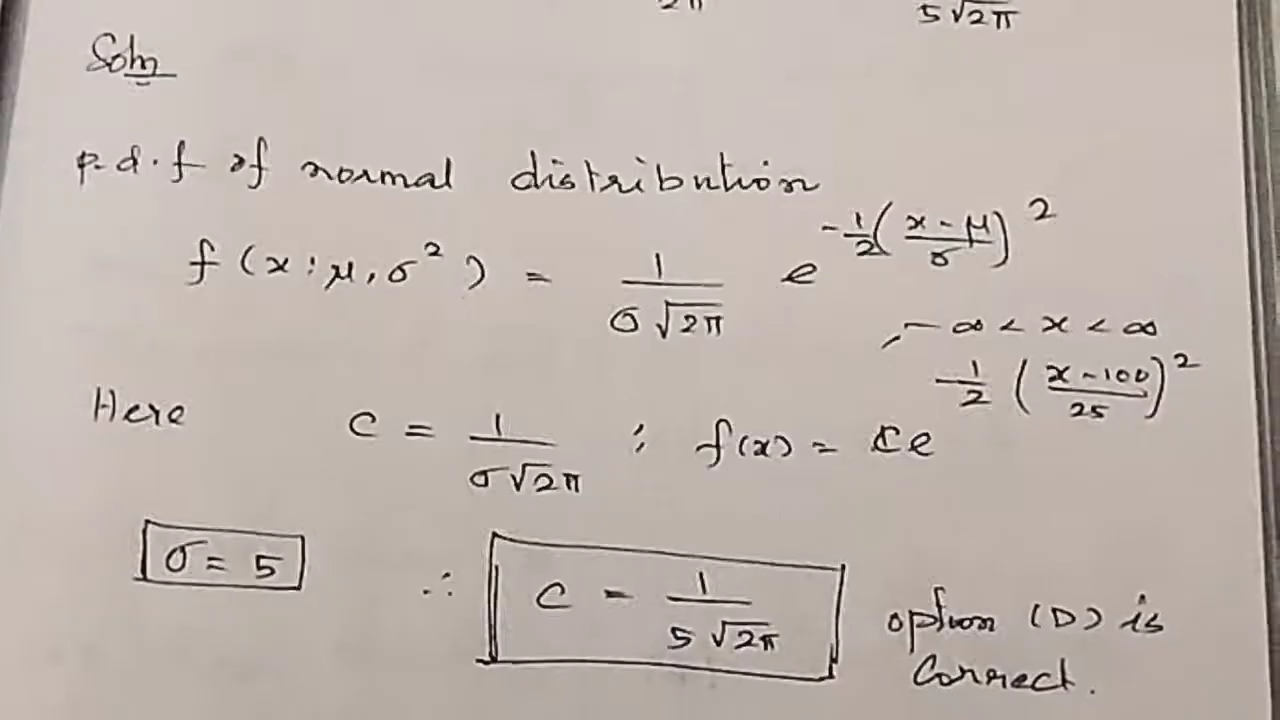 2π 5√2π
Soln
p.d.f of normal distribution
f(x: μ, σ²) = 1/(σ√2π) e^(-1/2((x-μ)/σ)²)
, -∞ < x < ∞
Here C = 1/(σ√2π) ; f(x) = ce^(-1/2((x-100)/25)²)
σ = 5 ∴ C = 1/(5√2π) option (D) is
correct.